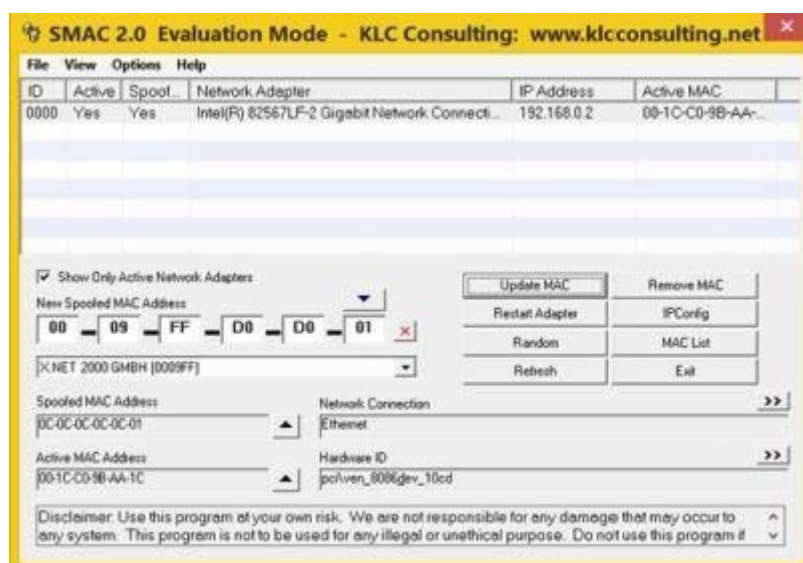 SMAC 2.0 Evaluation Mode - KLC Consulting: www.klcconsulting.net
File View Options Help
ID Active Spoof... Network Adapter IP Address Active MAC
0000 Yes Yes Intel(R) 82567LF-2 Gigabit Network Connecti... 192.168.0.2 00-1C-C0-9B-AA-...
Show Only Active Network Adapters
New Spoofed MAC Address
00 - 09 - FF - D0 - D0 - 01
X.NET 2000 GMBH [0009FF]
Update MAC Remove MAC
Restart Adapter IPConfig
Random MAC List
Refresh Exit
Spoofed MAC Address Network Connection >>
0C-0C-0C-0C-0C-01 Ethernet
Active MAC Address Hardware ID >>
00-1C-C0-9B-AA-1C pci\ven_8086&dev_10cd
Disclaimer: Use this program at your own risk. We are not responsible for any damage that may occur to
any system. This program is not to be used for any illegal or unethical purpose. Do not use this program if